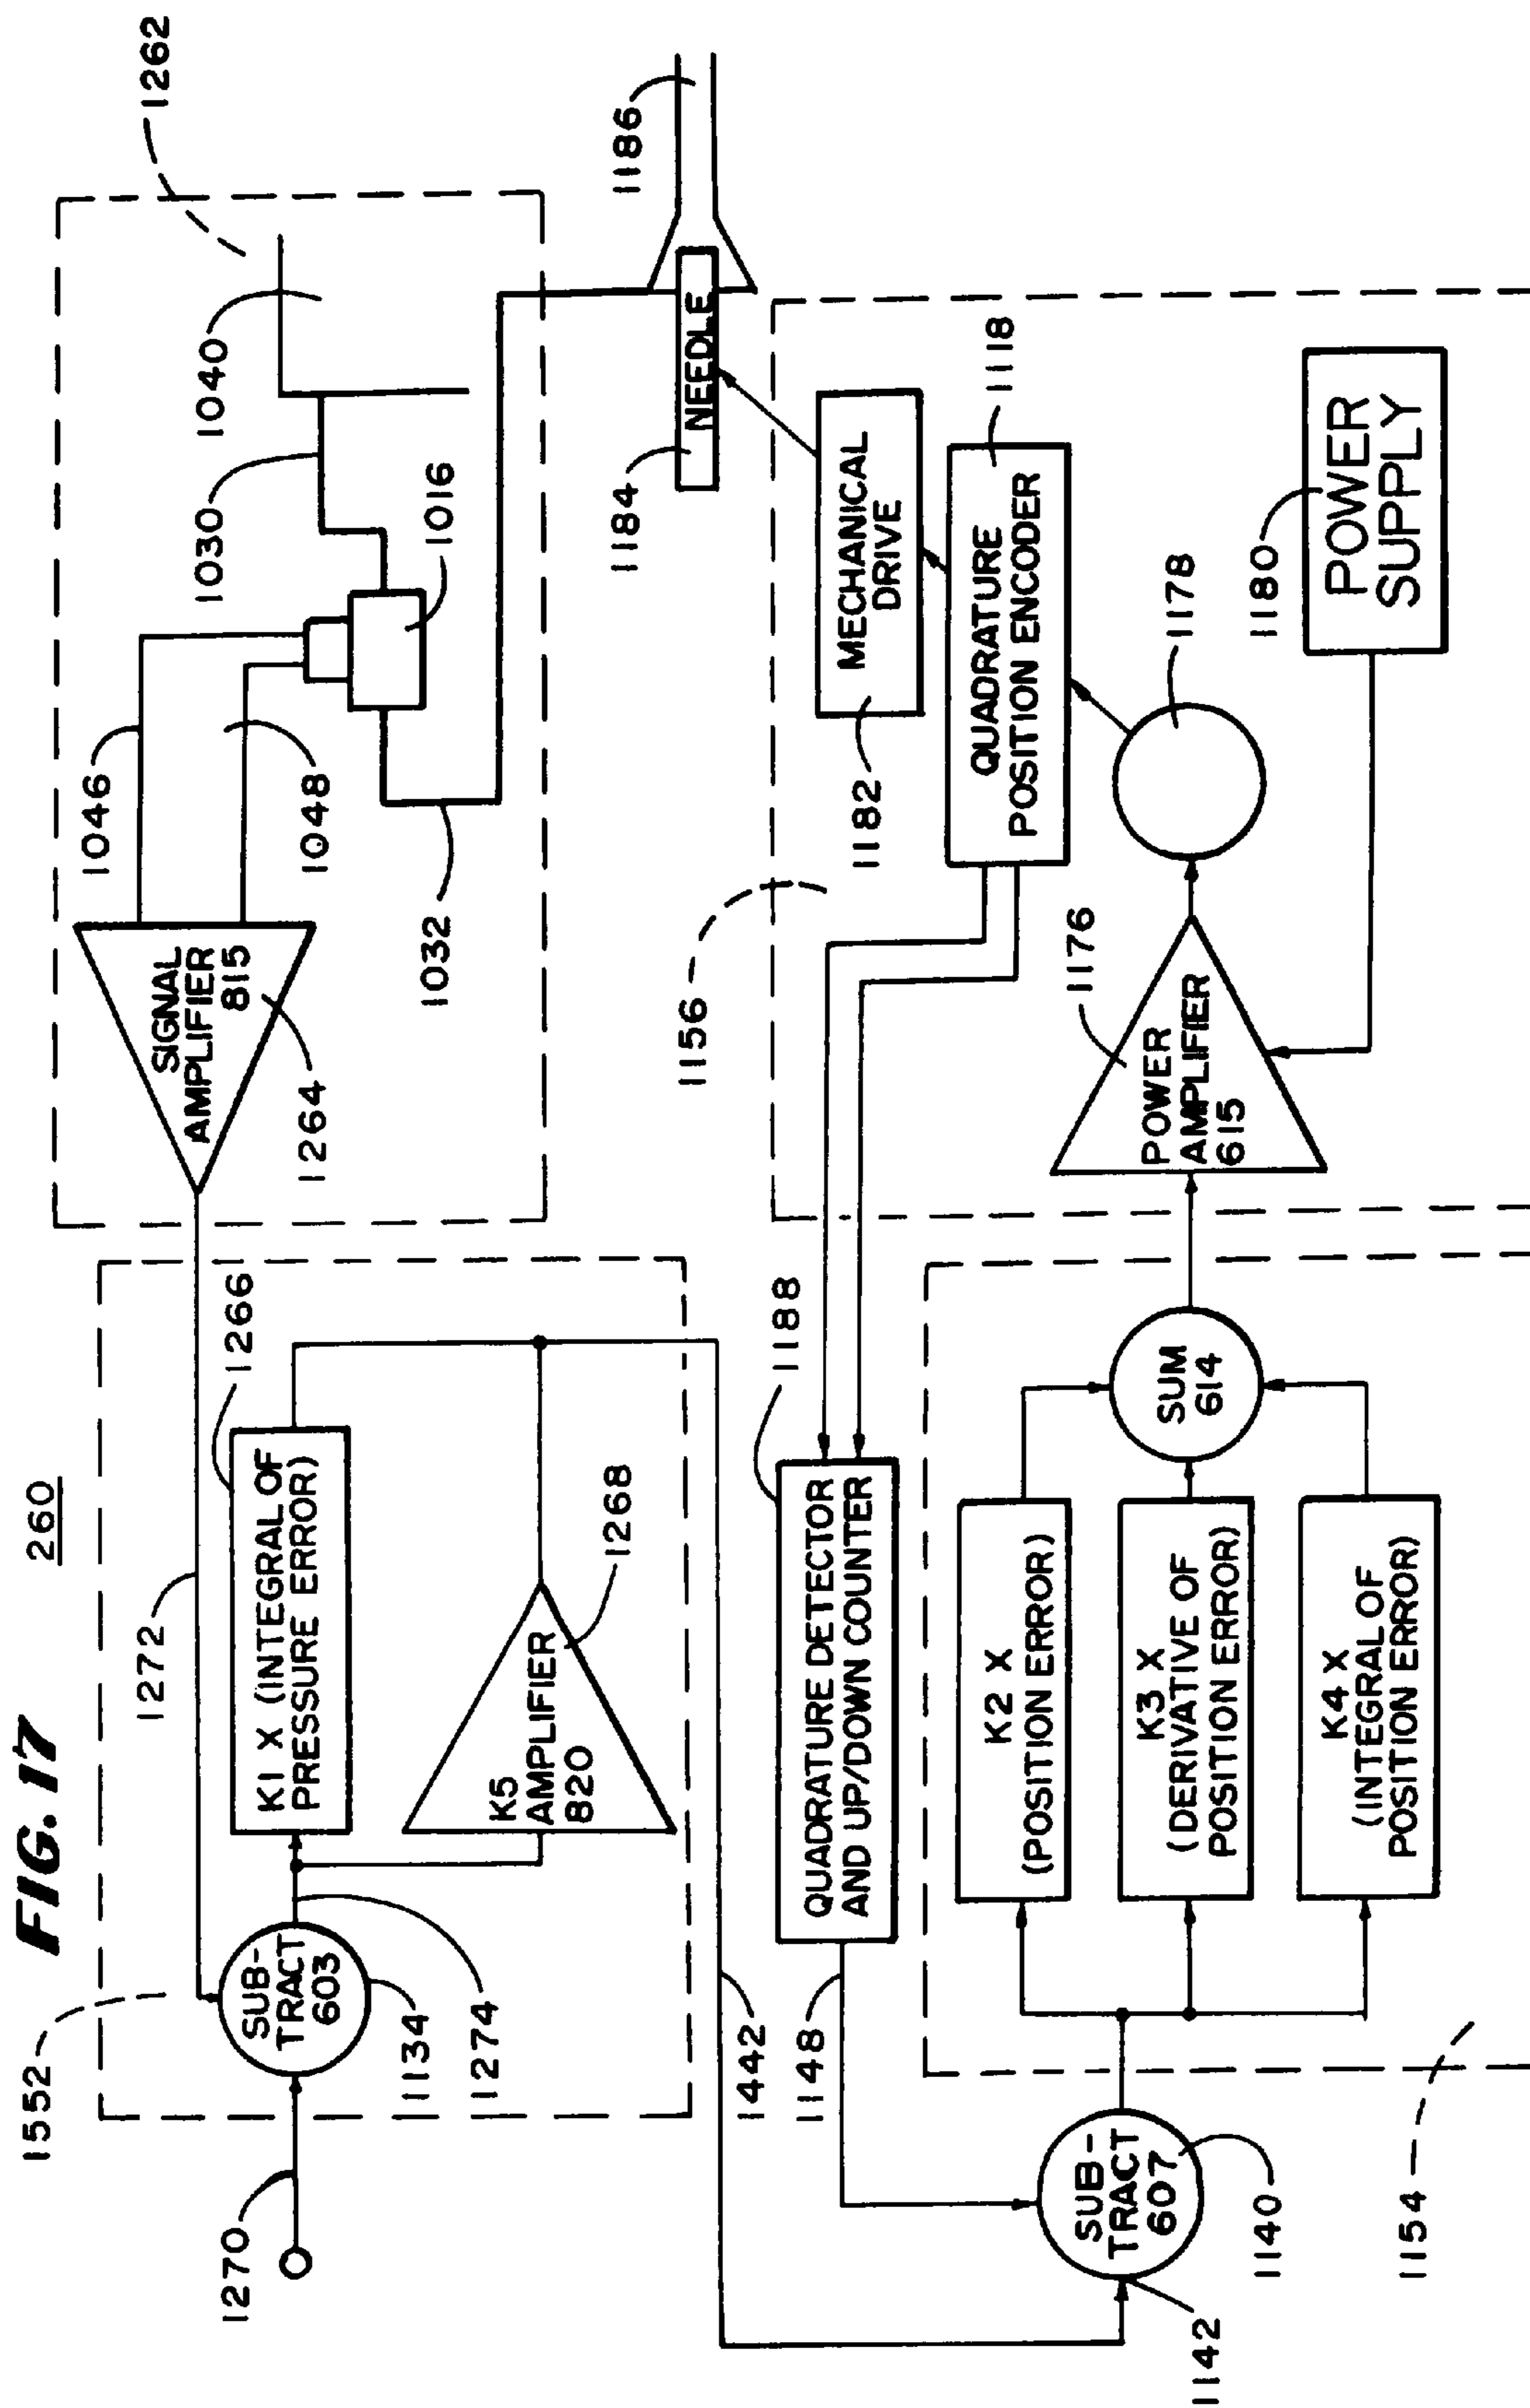 FIG. 17
260
1552
1272
1266
1270
SUB-
TRACT
603
1134
1274
K1 X (INTEGRAL OF
PRESSURE ERROR)
K5
AMPLIFIER
820
1268
SIGNAL
AMPLIFIER
815
1264
1046
1048
1032
1030
1016
1040
1262
1442
1148
1188
QUADRATURE DETECTOR
AND UP/DOWN COUNTER
1156
1184
NEEDLE
1186
1182
MECHANICAL
DRIVE
QUADRATURE
POSITION ENCODER
1118
1142
SUB-
TRACT
607
1140
1154
K2 X
(POSITION ERROR)
K3 X
(DERIVATIVE OF
POSITION ERROR)
K4 X
(INTEGRAL OF
POSITION ERROR)
SUM
614
POWER
AMPLIFIER
615
1176
1178
1180
POWER
SUPPLY